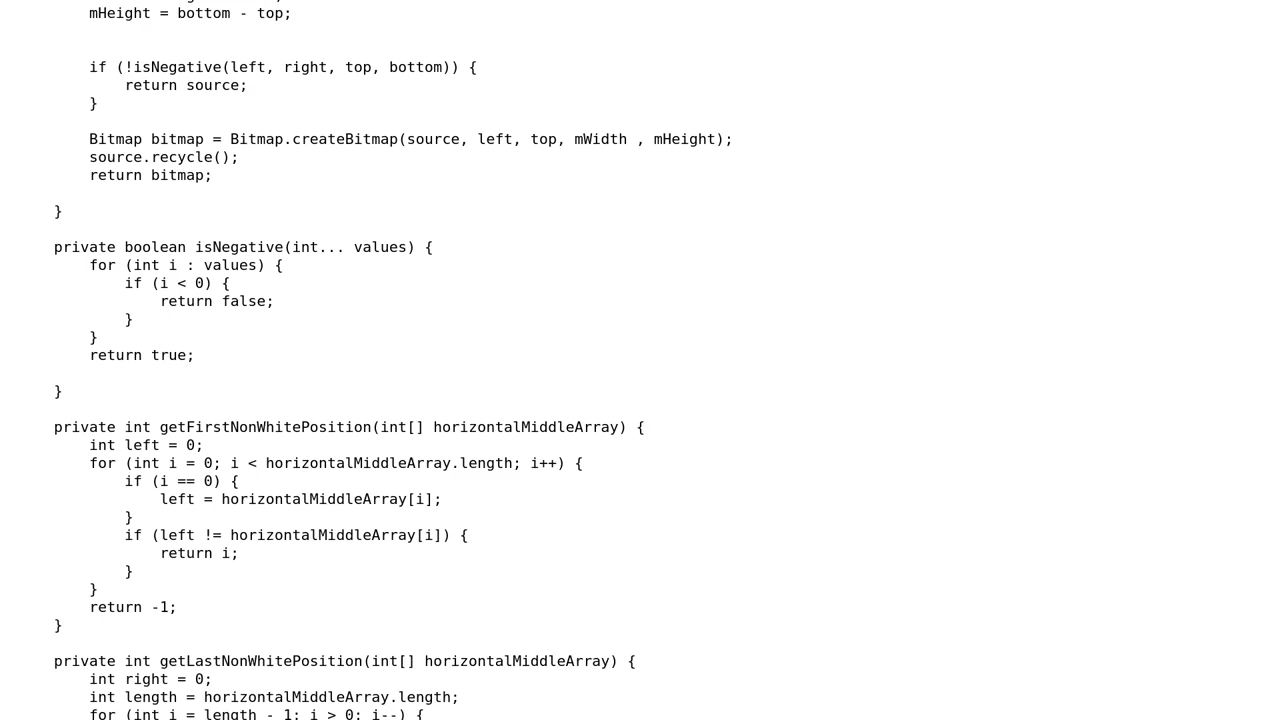 mHeight = bottom - top;


        if (!isNegative(left, right, top, bottom)) {
            return source;
        }

        Bitmap bitmap = Bitmap.createBitmap(source, left, top, mWidth , mHeight);
        source.recycle();
        return bitmap;

    }

    private boolean isNegative(int... values) {
        for (int i : values) {
            if (i < 0) {
                return false;
            }
        }
        return true;

    }

    private int getFirstNonWhitePosition(int[] horizontalMiddleArray) {
        int left = 0;
        for (int i = 0; i < horizontalMiddleArray.length; i++) {
            if (i == 0) {
                left = horizontalMiddleArray[i];
            }
            if (left != horizontalMiddleArray[i]) {
                return i;
            }
        }
        return -1;
    }

    private int getLastNonWhitePosition(int[] horizontalMiddleArray) {
        int right = 0;
        int length = horizontalMiddleArray.length;
        for (int i = length - 1; i > 0; i--) {